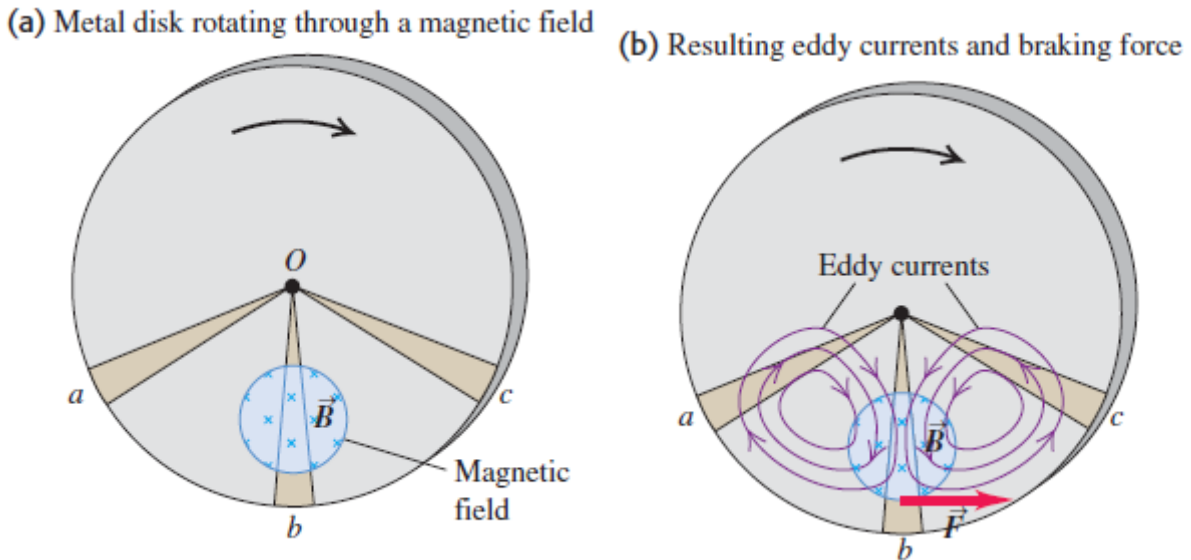 (a) Metal disk rotating through a magnetic field
O
a
c
B⃗
Magnetic
field
b
(b) Resulting eddy currents and braking force
Eddy currents
a
c
B⃗
F⃗
b